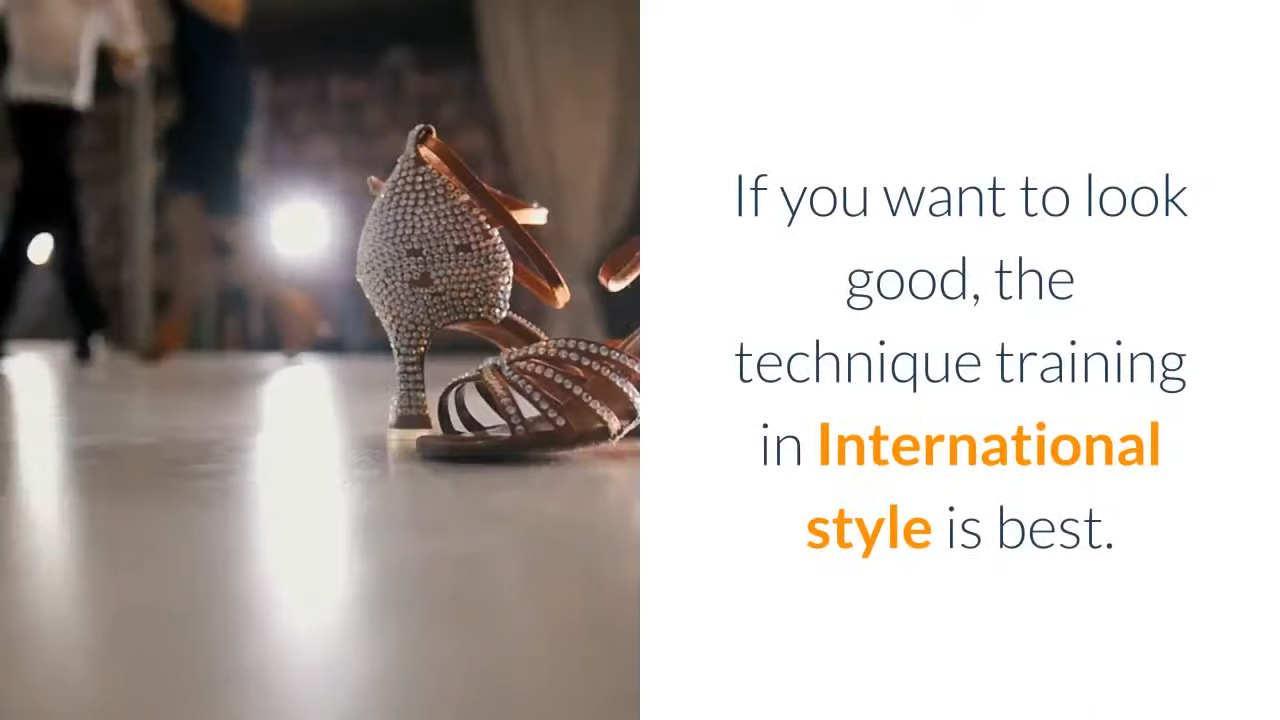 If you want to look
good, the
technique training
in International
style is best.